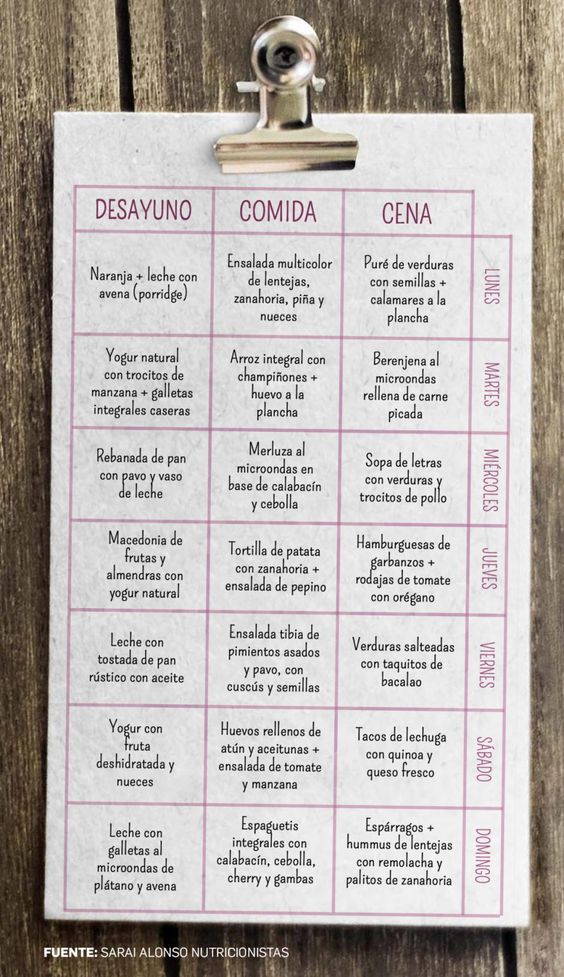 DESAYUNO
COMIDA
CENA
Naranja + leche con
avena (porridge)
Ensalada multicolor
de lentejas,
zanahoria, piña y
nueces
Puré de verduras
con semillas +
calamares a la
plancha
LUNES
Yogur natural
con trocitos de
manzana + galletas
integrales caseras
Arroz integral con
champiñones +
huevo a la
plancha
Berenjena al
microondas
rellena de carne
picada
MARTES
Rebanada de pan
con pavo y vaso
de leche
Merluza al
microondas en
base de calabacín
y cebolla
Sopa de letras
con verduras y
trocitos de pollo
MIÉRCOLES
Macedonia de
frutas y
almendras con
yogur natural
Tortilla de patata
con zanahoria +
ensalada de pepino
Hamburguesas de
garbanzos +
rodajas de tomate
con orégano
JUEVES
Leche con
tostada de pan
rústico con aceite
Ensalada tibia de
pimientos asados
y pavo, con
cuscús y semillas
Verduras salteadas
con taquitos de
bacalao
VIERNES
Yogur con
fruta
deshidratada y
nueces
Huevos rellenos de
atún y aceitunas +
ensalada de tomate
y manzana
Tacos de lechuga
con quinoa y
queso fresco
SÁBADO
Leche con
galletas al
microondas de
plátano y avena
Espaguetis
integrales con
calabacín, cebolla,
cherry y gambas
Espárragos +
hummus de lentejas
con remolacha y
palitos de zanahoria
DOMINGO
FUENTE: SARAI ALONSO NUTRICIONISTAS